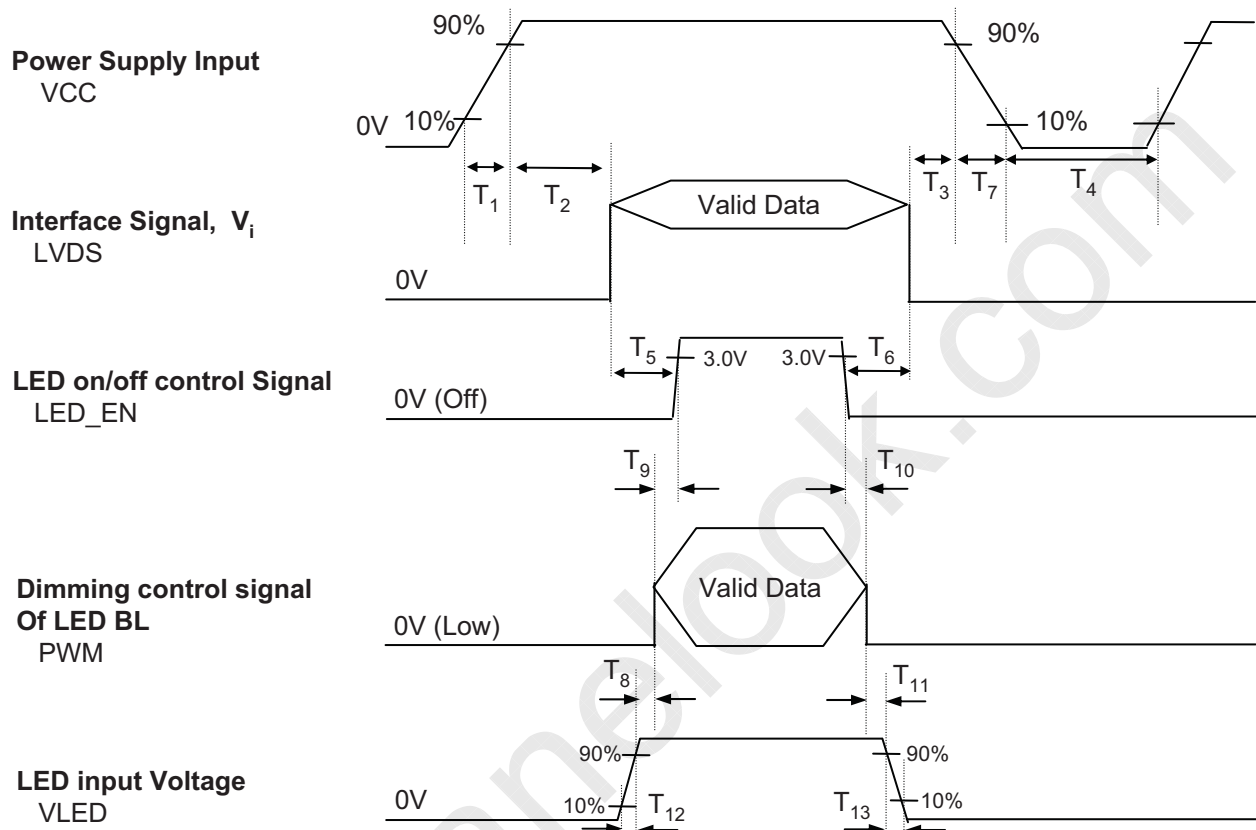 90%
90%
Power Supply Input
VCC
0V
10%
10%
T1
T2
T3
T7
T4
Valid Data
Interface Signal, Vi
LVDS
0V
T5
3.0V
3.0V
T6
LED on/off control Signal
LED_EN
0V (Off)
T9
T10
Dimming control signal
Of LED BL
PWM
Valid Data
0V (Low)
T8
T11
90%
90%
LED input Voltage
VLED
0V
10%
T12
T13
10%
nelook.com